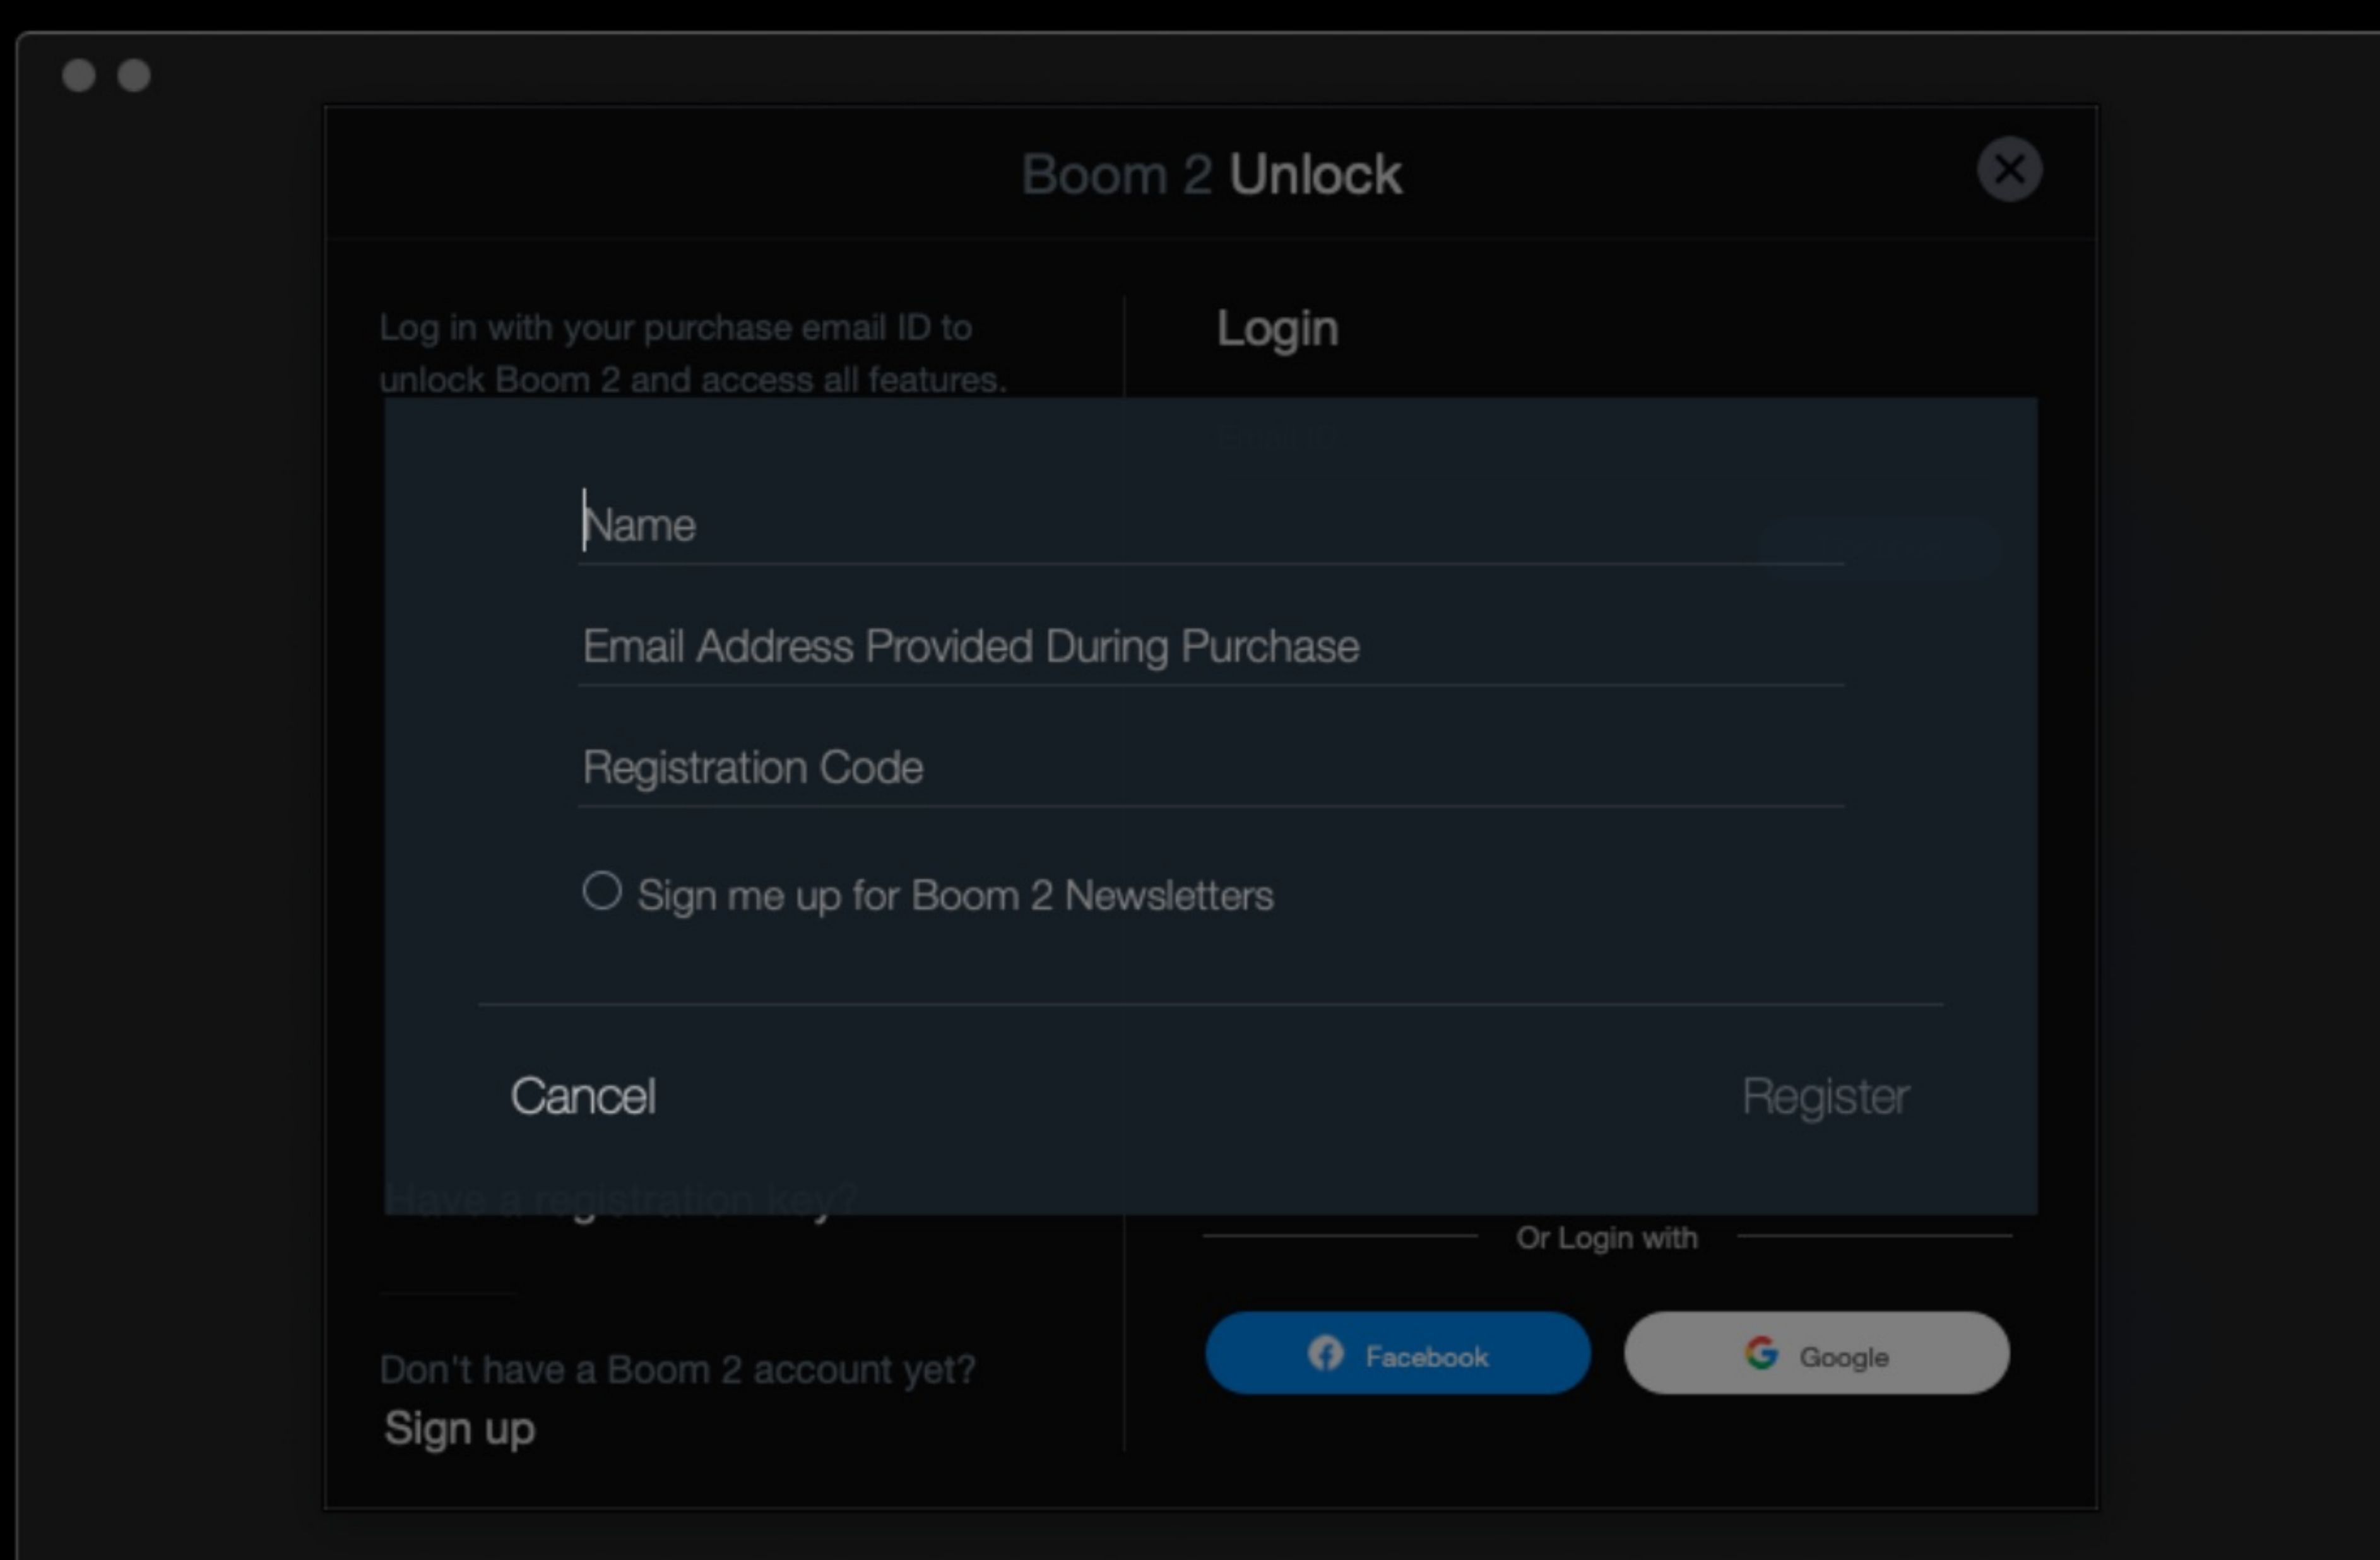 Boom 2 Unlock
Log in with your purchase email ID to
unlock Boom 2 and access all features.
Login
Email ID
Name
Email Address Provided During Purchase
Registration Code
Sign me up for Boom 2 Newsletters
Cancel
Register
Have a registration key?
Or Login with
Facebook
Google
Don't have a Boom 2 account yet?
Sign up